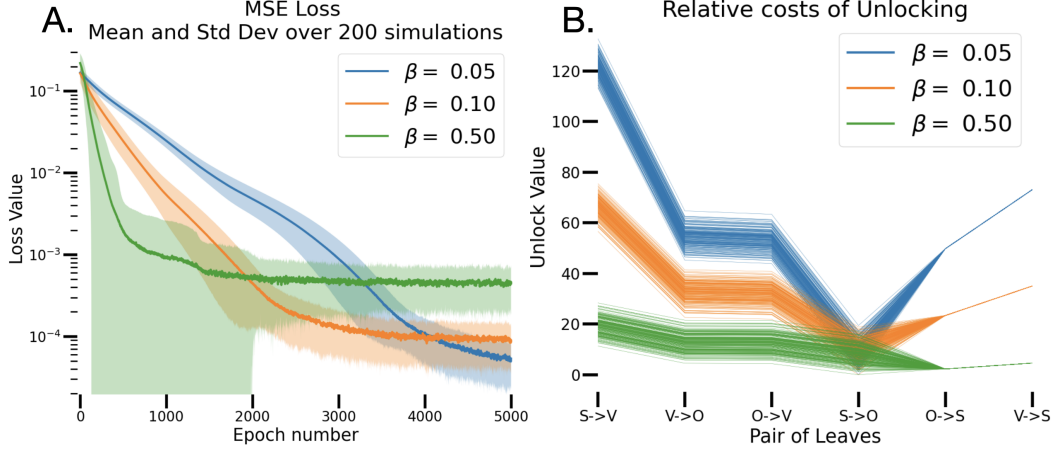 A.
MSE Loss
Mean and Std Dev over 200 simulations
β = 0.05
β = 0.10
β = 0.50
Loss Value
10⁻¹
10⁻²
10⁻³
10⁻⁴
0 1000 2000 3000 4000 5000
Epoch number
B.
Relative costs of Unlocking
β = 0.05
β = 0.10
β = 0.50
Unlock Value
120
100
80
60
40
20
0
S->V V->O O->V S->O O->S V->S
Pair of Leaves